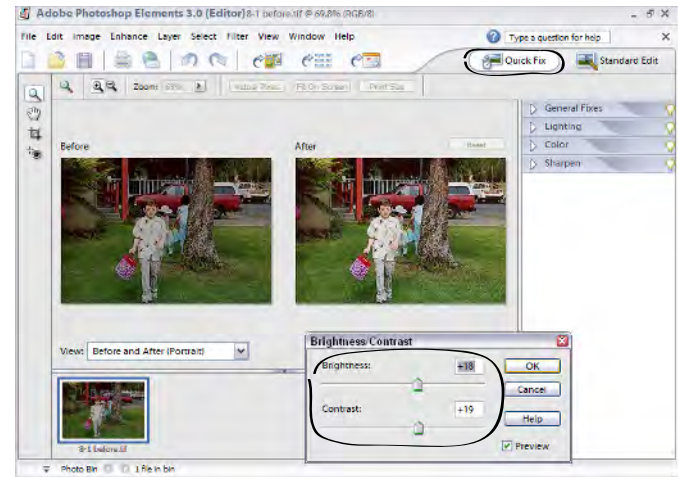 Adobe Photoshop Elements 3.0 (Editor) 8-1 before.tif @ 69.8% (RGB/8)
File Edit Image Enhance Layer Select Filter View Window Help
Type a question for help
Quick Fix
Standard Edit
Zoom:
Fit On Screen
Print Size
General Fixes
Lighting
Color
Sharpen
Before
After
Reset
View: Before and After (Portrait)
Brightness/Contrast
Brightness: +18
OK
Cancel
Contrast: +19
Help
Preview
8-1 before.tif
Photo Bin
1 file in bin